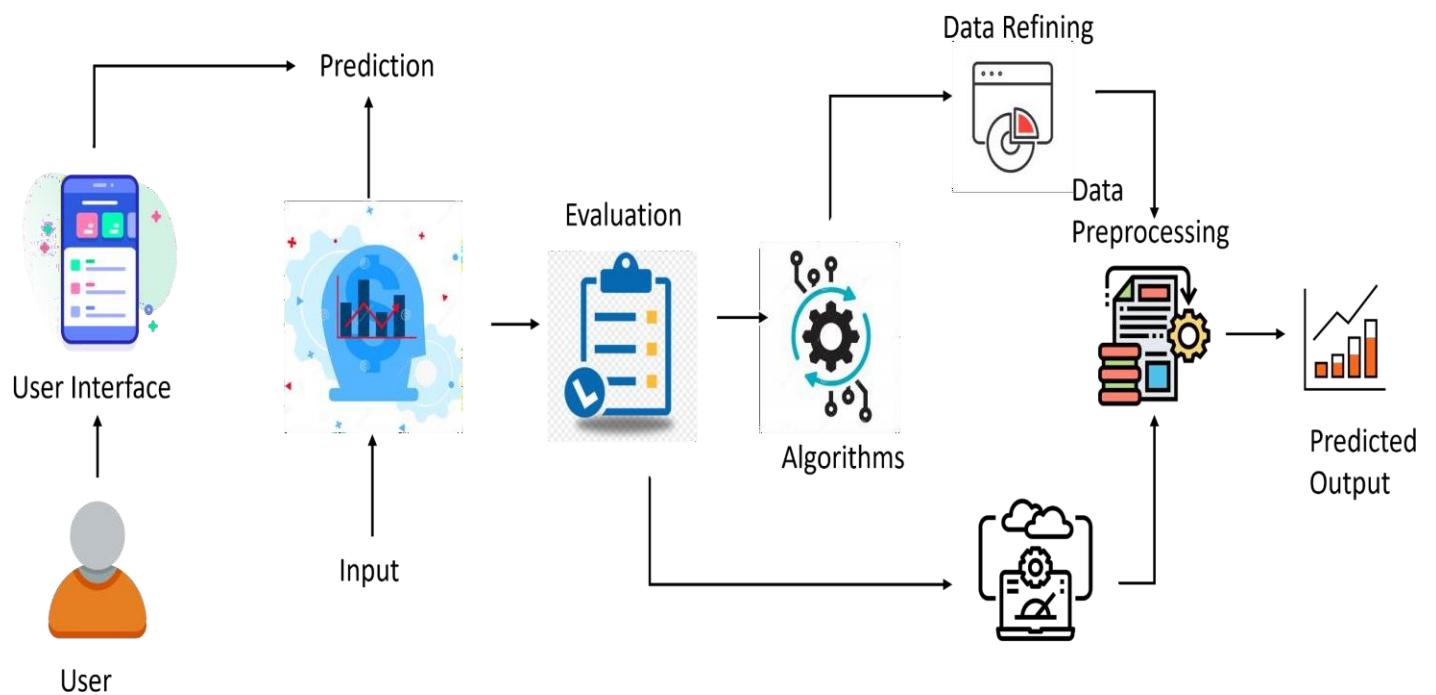 Data Refining
Prediction
Data
Preprocessing
Evaluation
User Interface
Algorithms
Predicted
Output
Input
User